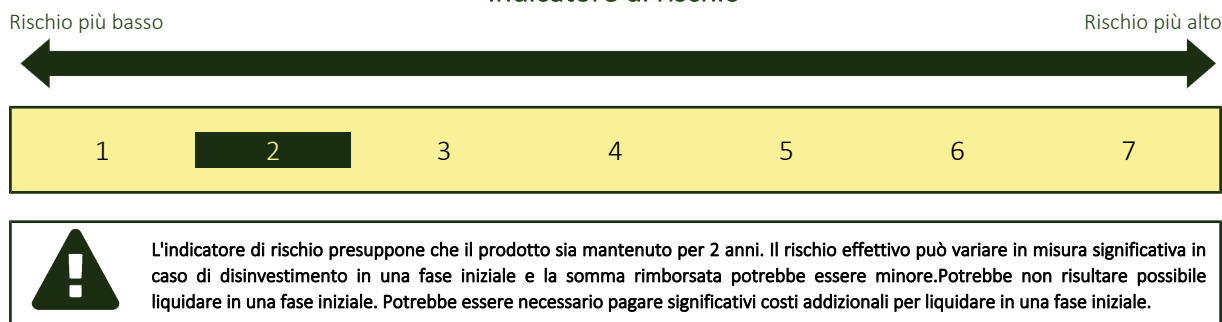 Indicatore di rischio
Rischio più basso Rischio più alto
1 2 3 4 5 6 7
L'indicatore di rischio presuppone che il prodotto sia mantenuto per 2 anni. Il rischio effettivo può variare in misura significativa in
caso di disinvestimento in una fase iniziale e la somma rimborsata potrebbe essere minore.Potrebbe non risultare possibile
liquidare in una fase iniziale. Potrebbe essere necessario pagare significativi costi addizionali per liquidare in una fase iniziale.